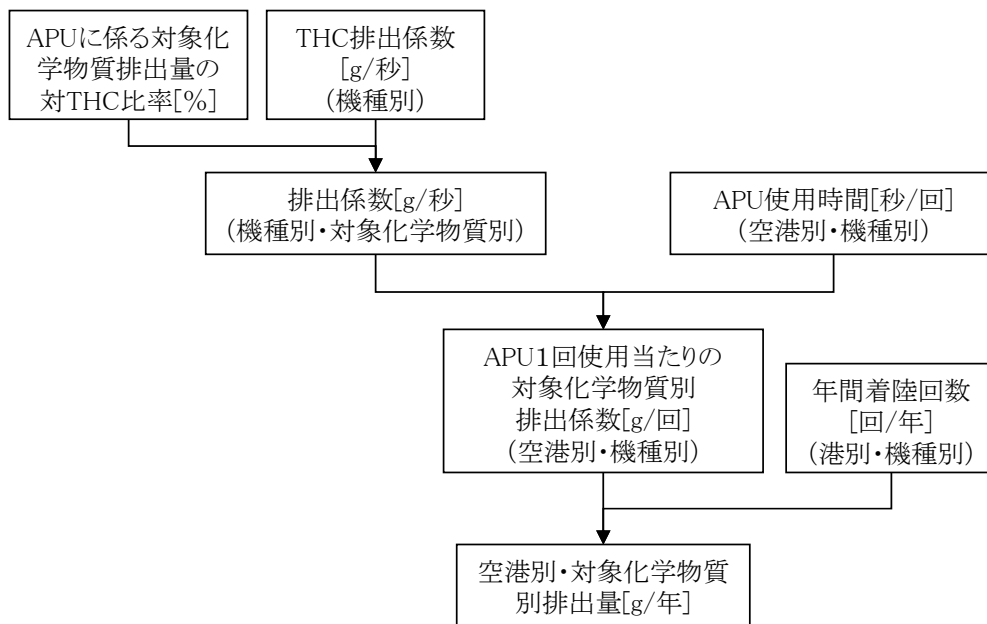 APUに係る対象化
学物質排出量の
対THC比率[%]
THC排出係数
[g/秒]
(機種別)
排出係数[g/秒]
(機種別・対象化学物質別)
APU使用時間[秒/回]
(空港別・機種別)
APU1回使用当たりの
対象化学物質別
排出係数[g/回]
(空港別・機種別)
年間着陸回数
[回/年]
(港別・機種別)
空港別・対象化学物質
別排出量[g/年]